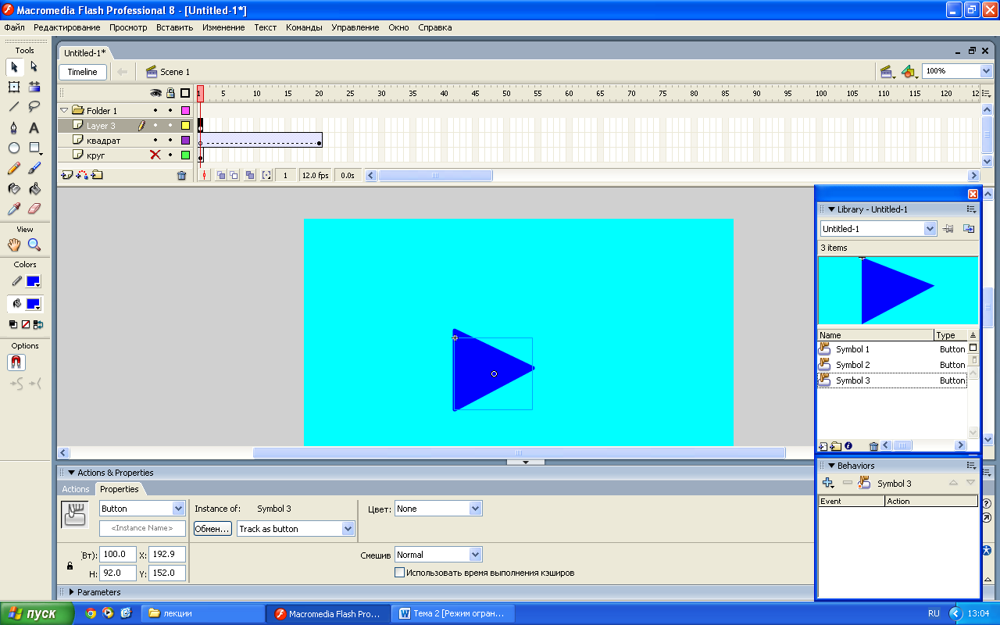 Macromedia Flash Professional 8 - [Untitled-1*]
Файл Редактирование Просмотр Вставить Изменение Текст Команды Управление Окно Справка
Tools
Untitled-1*
Timeline Scene 1 100%
1 5 10 15 20 25 30 35 40 45 50 55 60 65 70 75 80 85 90 95 100 105 110 115 120 12
Folder 1
Layer 3
квадрат
круг
1 12.0 fps 0.0s
View
Colors
Options
Library - Untitled-1
Untitled-1
3 items
Name Type
Symbol 1 Button
Symbol 2 Button
Symbol 3 Button
Actions & Properties
Actions Properties
Button Instance of: Symbol 3 Цвет: None
<Instance Name> Обмен... Track as button
Вт): 100.0 X: 192.9 Смешив Normal
H: 92.0 Y: 152.0 Использовать время выполнения кэширов
Parameters
Behaviors
Symbol 3
Event Action
пуск лекции Macromedia Flash Pro... Тема 2 [Режим огран... RU 13:04